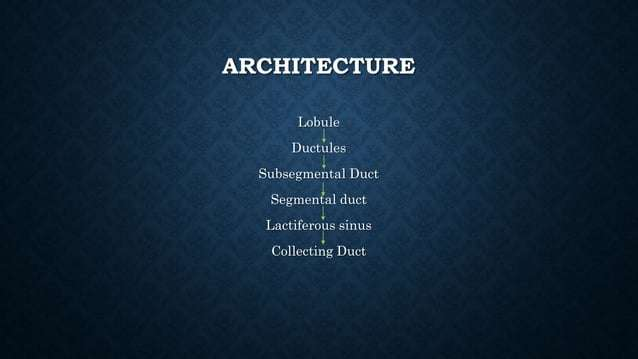 ARCHITECTURE
Lobule
Ductules
Subsegmental Duct
Segmental duct
Lactiferous sinus
Collecting Duct